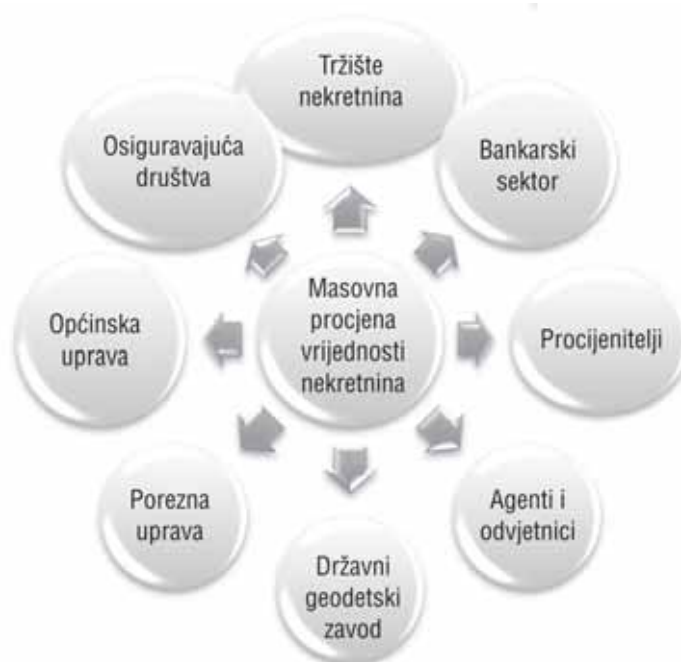 Tržište
nekretnina
Osiguravajuća
društva
Bankarski
sektor
Općinska
uprava
Masovna
procjena
vrijednosti
nekretnina
Procijenitelji
Porezna
uprava
Agenti i
odvjetnici
Državni
geodetski
zavod